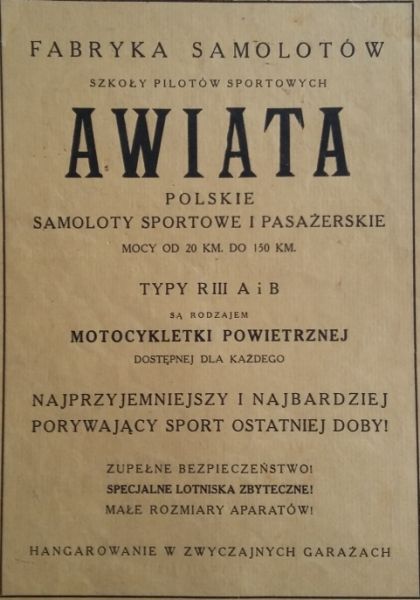 FABRYKA SAMOLOTÓW
SZKOŁY PILOTÓW SPORTOWYCH
AWIATA
POLSKIE
SAMOLOTY SPORTOWE I PASAŻERSKIE
MOCY OD 20 KM. DO 150 KM.
TYPY R III A i B
SĄ RODZAJEM
MOTOCYKLETKI POWIETRZNEJ
DOSTĘPNEJ DLA KAŻDEGO
NAJPRZYJEMNIEJSZY I NAJBARDZIEJ
PORYWAJĄCY SPORT OSTATNIEJ DOBY!
ZUPEŁNE BEZPIECZEŃSTWO!
SPECJALNE LOTNISKA ZBYTECZNE!
MAŁE ROZMIARY APARATÓW!
HANGAROWANIE W ZWYCZAJNYCH GARAŻACH